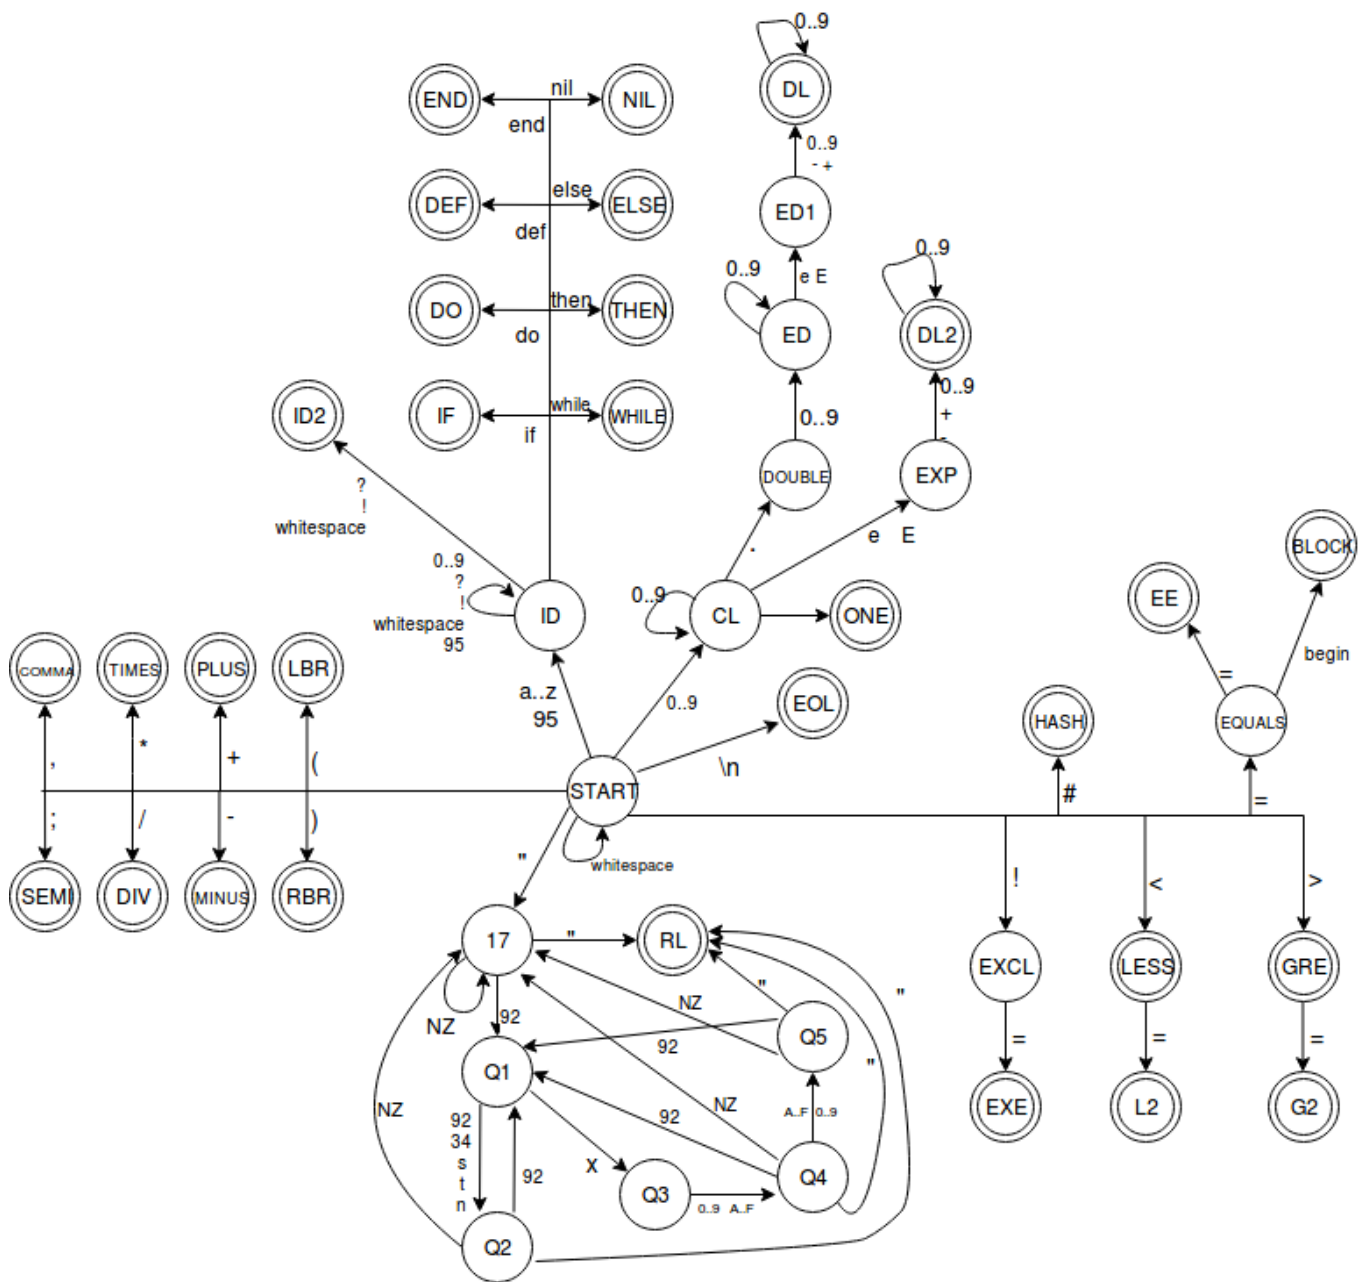 0..9
DL
nil
END
NIL
end
0..9
- +
else
DEF
ELSE
ED1
def
0..9
0..9
e E
then
DO
THEN
ED
DL2
do
0..9
while
ID2
IF
WHILE
0..9
+
-
if
?
!
whitespace
DOUBLE
EXP
.
e E
BLOCK
0..9
?
!
whitespace
95
ID
0..9
CL
ONE
EE
begin
=
COMMA
TIMES
PLUS
LBR
a..z
95
0..9
EOL
HASH
EQUALS
,
*
+
(
\n
START
#
=
;
/
-
)
"
whitespace
!
<
>
SEMI
DIV
MINUS
RBR
17
"
RL
EXCL
LESS
GRE
NZ
92
NZ
"
"
Q5
92
"
=
=
=
Q1
NZ
92
34
s
t
n
NZ
92
A..F 0..9
EXE
L2
G2
92
x
Q3
0..9 A..F
Q4
Q2